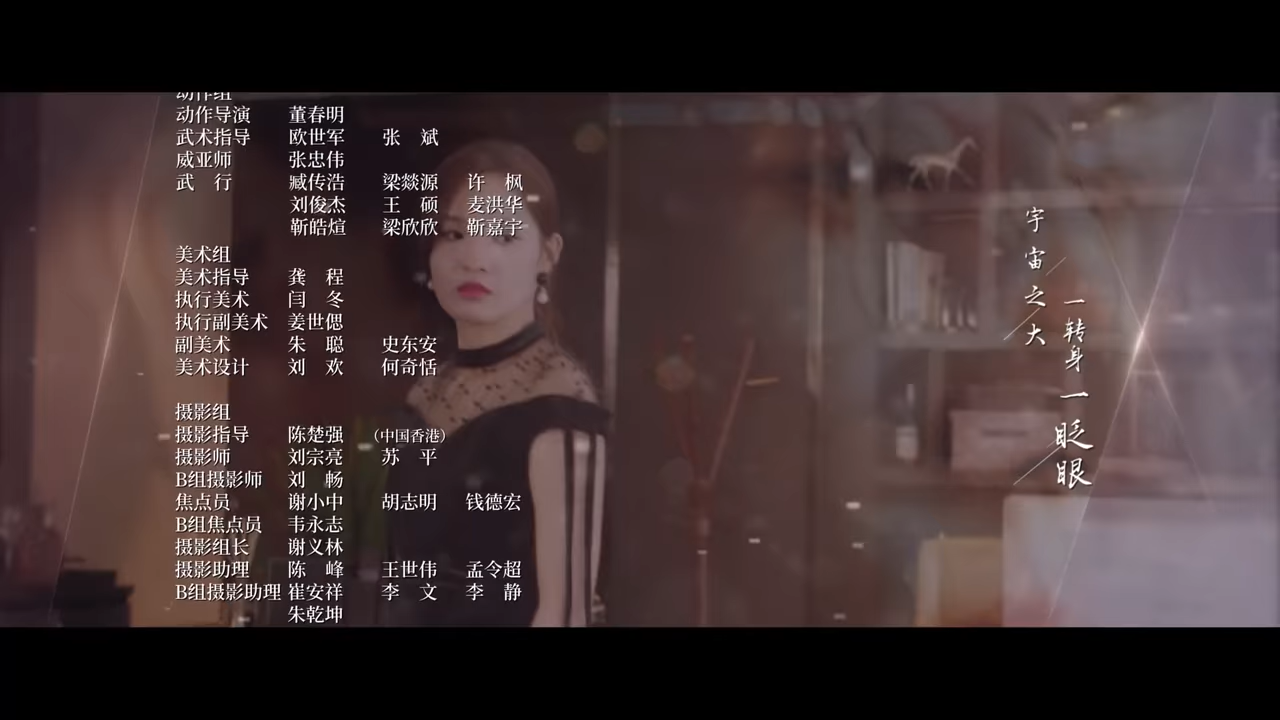 动作组
动作导演 董春明
武术指导 欧世军 张 斌
威亚师 张忠伟
武 行 臧传浩 梁燚源 许 枫
刘俊杰 王 硕 麦洪华
靳皓煊 梁欣欣 靳嘉宇
美术组
美术指导 龚 程
执行美术 闫 冬
执行副美术 姜世偲
副美术 朱 聪 史东安
美术设计 刘 欢 何奇恬
摄影组
摄影指导 陈楚强 (中国香港)
摄影师 刘宗亮 苏 平
B组摄影师 刘 畅
焦点员 谢小中 胡志明 钱德宏
B组焦点员 韦永志
摄影组长 谢义林
摄影助理 陈 峰 王世伟 孟令超
B组摄影助理 崔安祥 李 文 李 静
朱乾坤
宇宙之大
一转身一眨眼